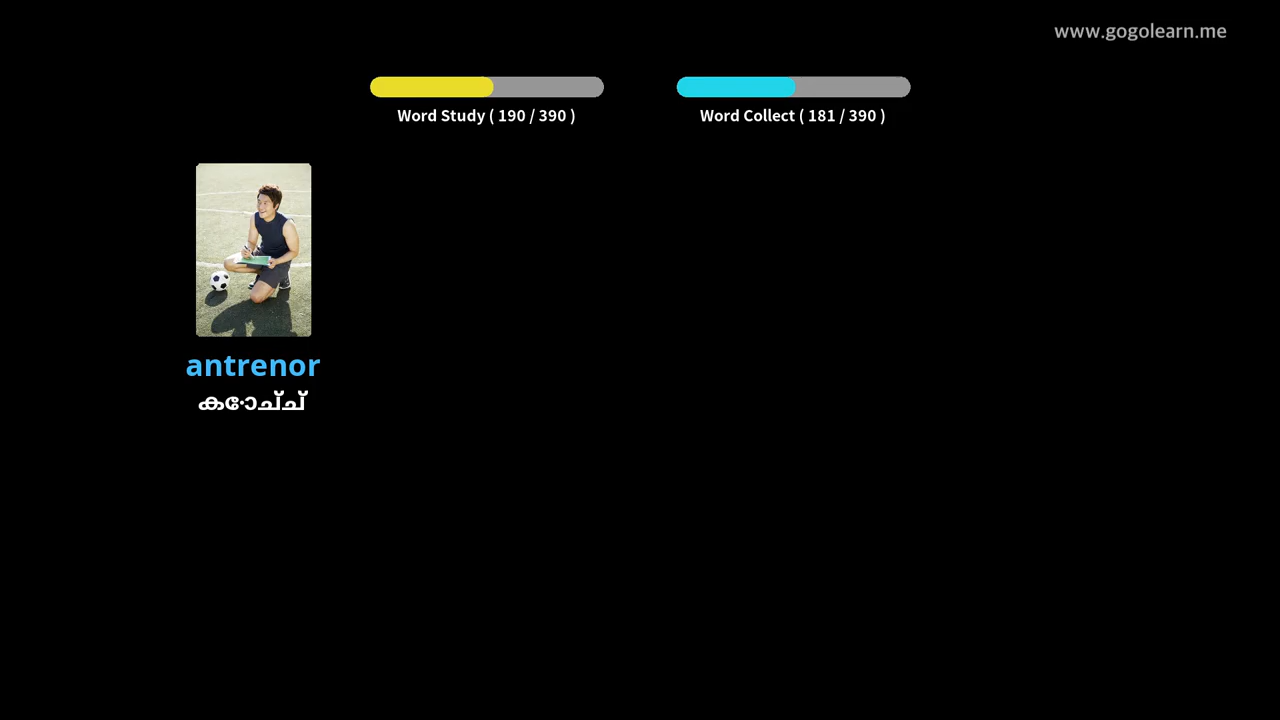 www.gogolearn.me
Word Study ( 190 / 390 )
Word Collect ( 181 / 390 )
antrenor
കോച്ച്